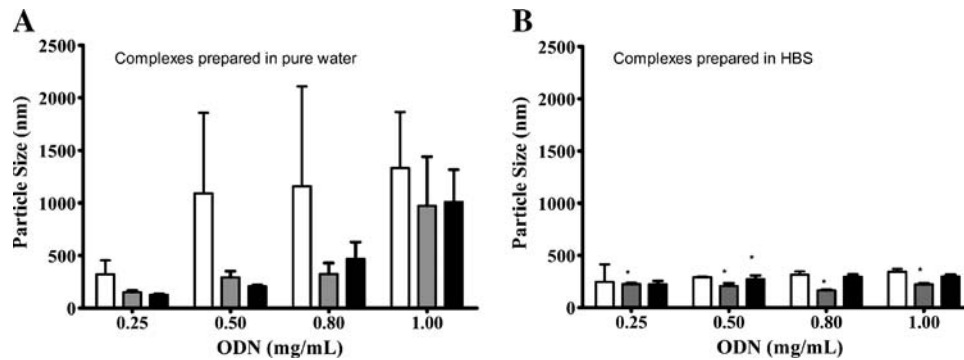 A
Complexes prepared in pure water
Particle Size (nm)
2500
2000
1500
1000
500
0
0.25 0.50 0.80 1.00
ODN (mg/mL)
B
Complexes prepared in HBS
Particle Size (nm)
2500
2000
1500
1000
500
0
* * * * *
0.25 0.50 0.80 1.00
ODN (mg/mL)